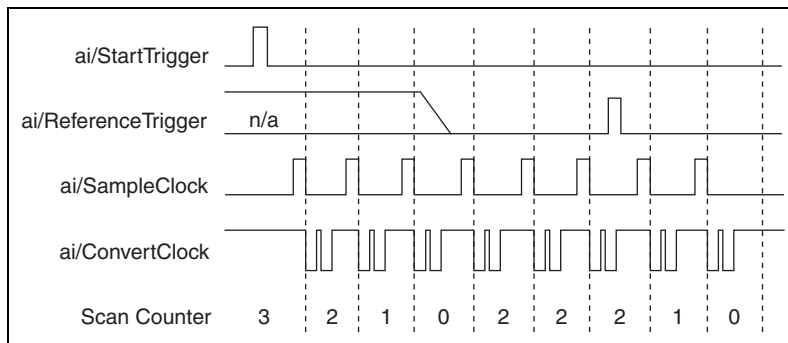 ai/StartTrigger
ai/ReferenceTrigger n/a
ai/SampleClock
ai/ConvertClock
Scan Counter 3 2 1 0 2 2 2 1 0